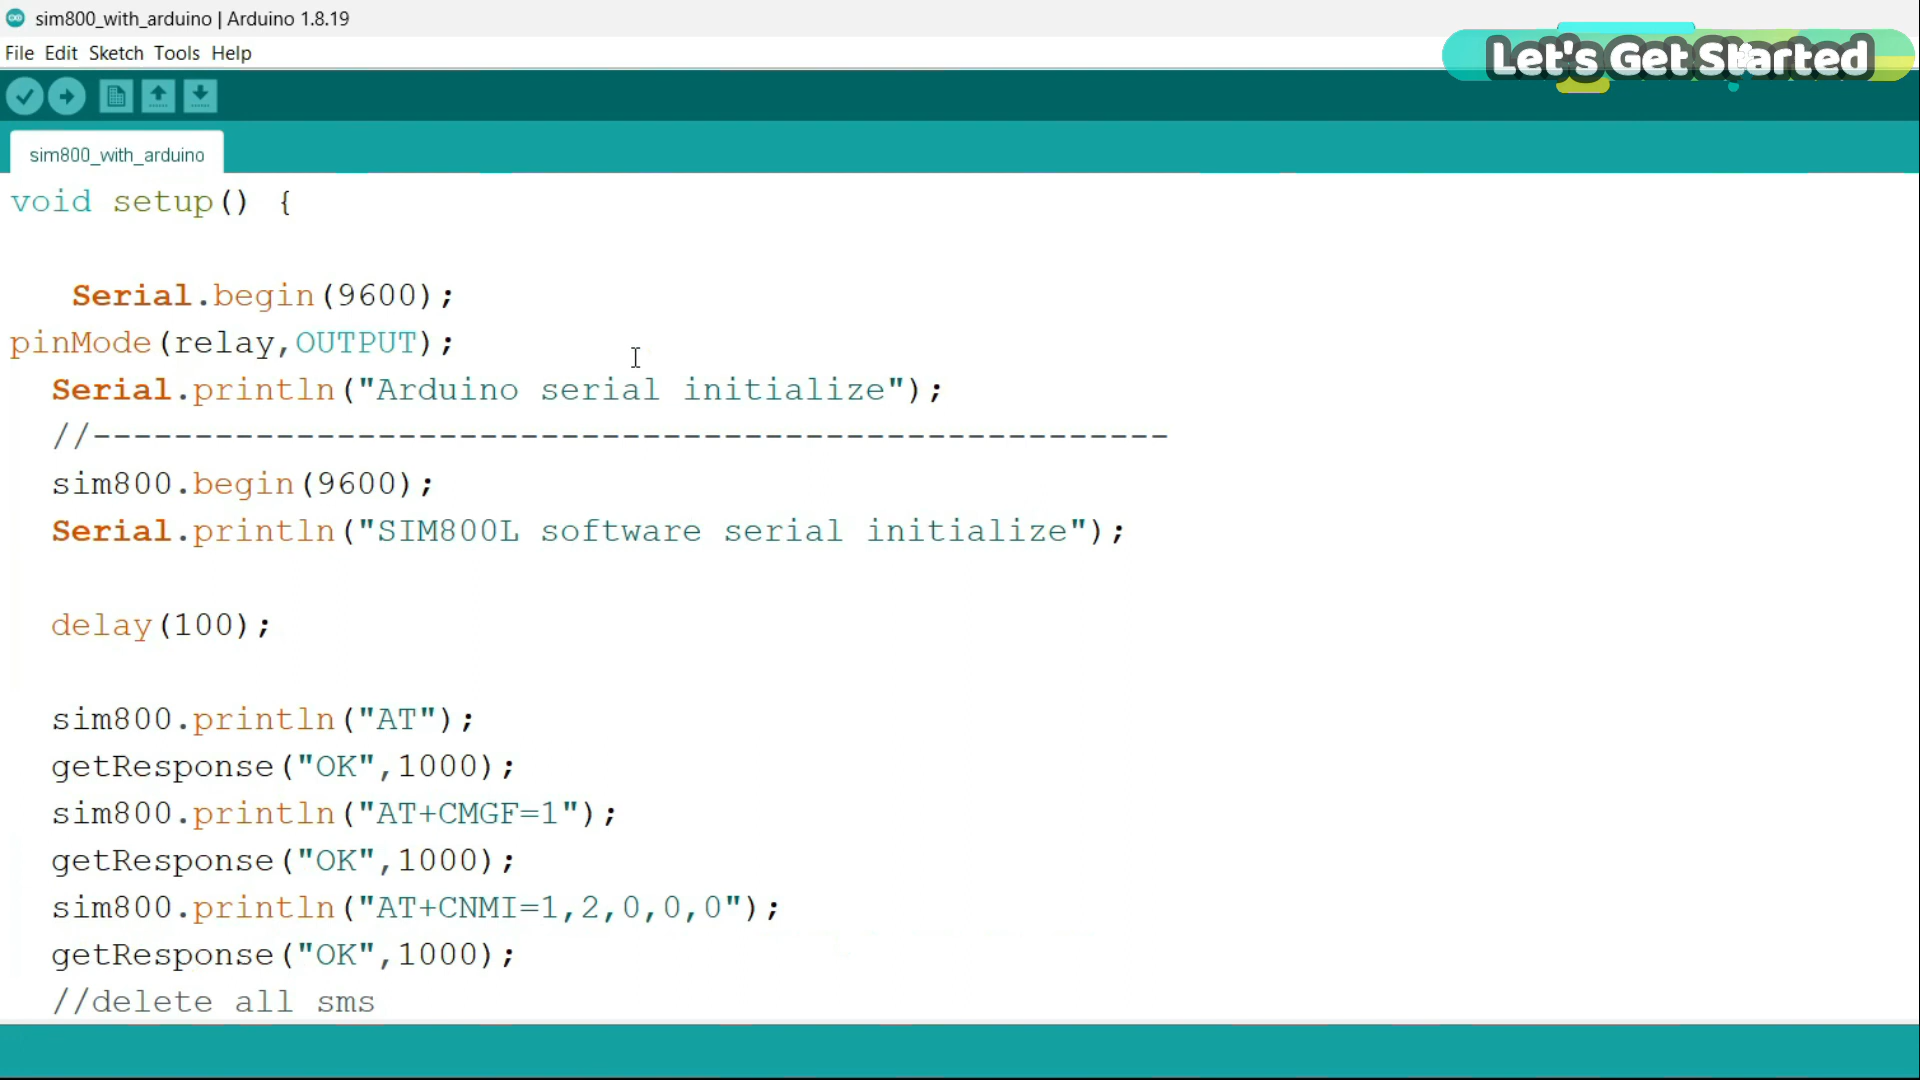 sim800_with_arduino | Arduino 1.8.19
File Edit Sketch Tools Help
Let's Get Started
sim800_with_arduino
void setup() {
Serial.begin(9600);
pinMode(relay,OUTPUT);
Serial.println("Arduino serial initialize");
//-----------------------------------------------------
sim800.begin(9600);
Serial.println("SIM800L software serial initialize");
delay(100);
sim800.println("AT");
getResponse("OK",1000);
sim800.println("AT+CMGF=1");
getResponse("OK",1000);
sim800.println("AT+CNMI=1,2,0,0,0");
getResponse("OK",1000);
//delete all sms